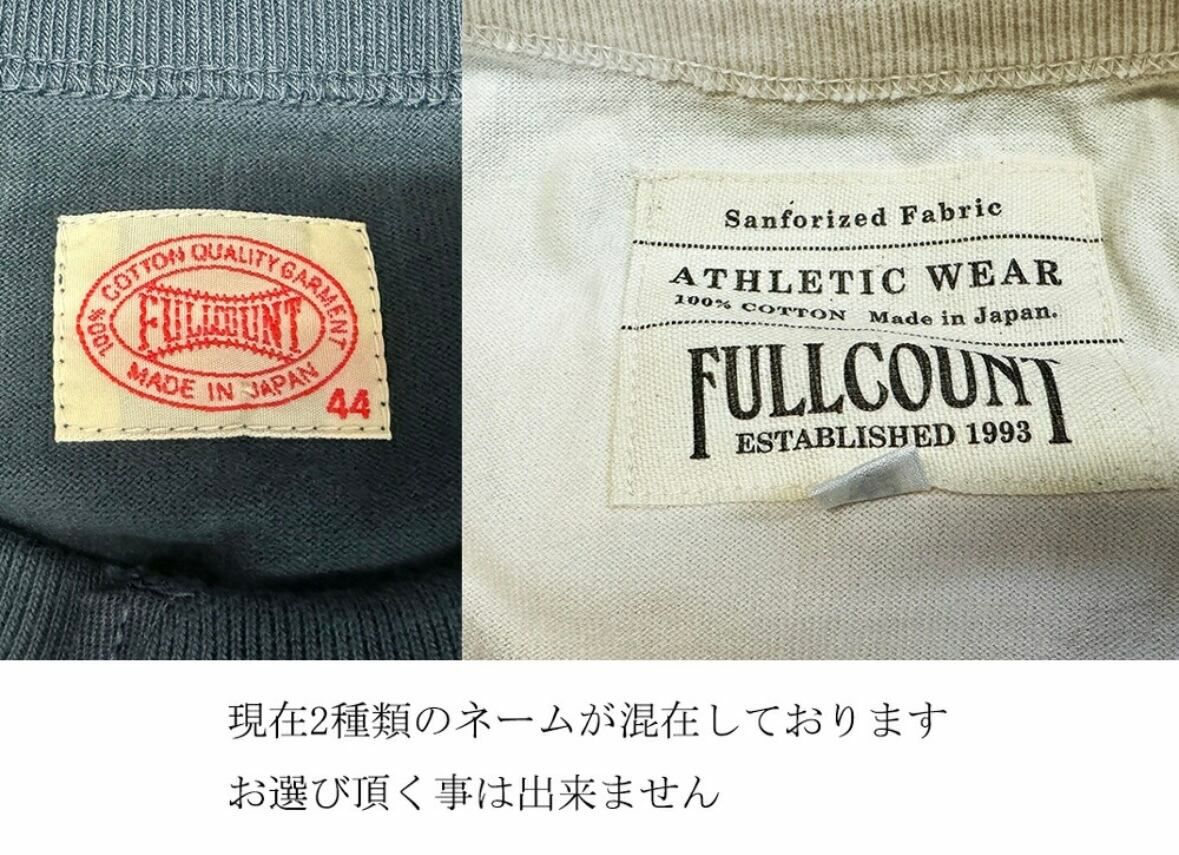 100% COTTON QUALITY GARMENT
FULLCOUNT
MADE IN JAPAN
44
Sanforized Fabric
ATHLETIC WEAR
100% COTTON Made in Japan.
FULLCOUNT
ESTABLISHED 1993
現在2種類のネームが混在しております
お選び頂く事は出来ません